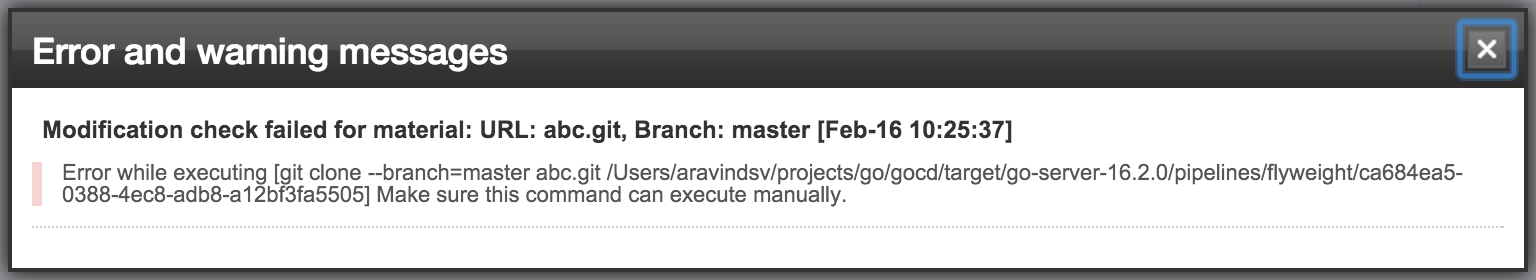 Error and warning messages
Modification check failed for material: URL: abc.git, Branch: master [Feb-16 10:25:37]
Error while executing [git clone --branch=master abc.git /Users/aravindsv/projects/go/gocd/target/go-server-16.2.0/pipelines/flyweight/ca684ea5-
0388-4ec8-adb8-a12bf3fa5505] Make sure this command can execute manually.